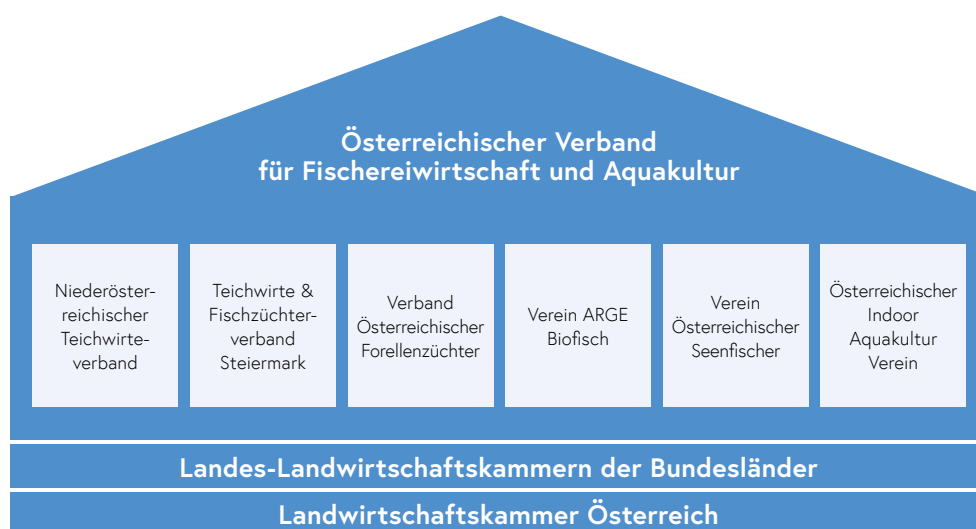 Österreichischer Verband
für Fischereiwirtschaft und Aquakultur
Niederöster-
reichischer
Teichwirte-
verband
Teichwirte &
Fischzüchter-
verband
Steiermark
Verband
Österreichischer
Forellenzüchter
Verein ARGE
Biofisch
Verein
Österreichischer
Seenfischer
Österreichischer
Indoor
Aquakultur
Verein
Landes-Landwirtschaftskammern der Bundesländer
Landwirtschaftskammer Österreich